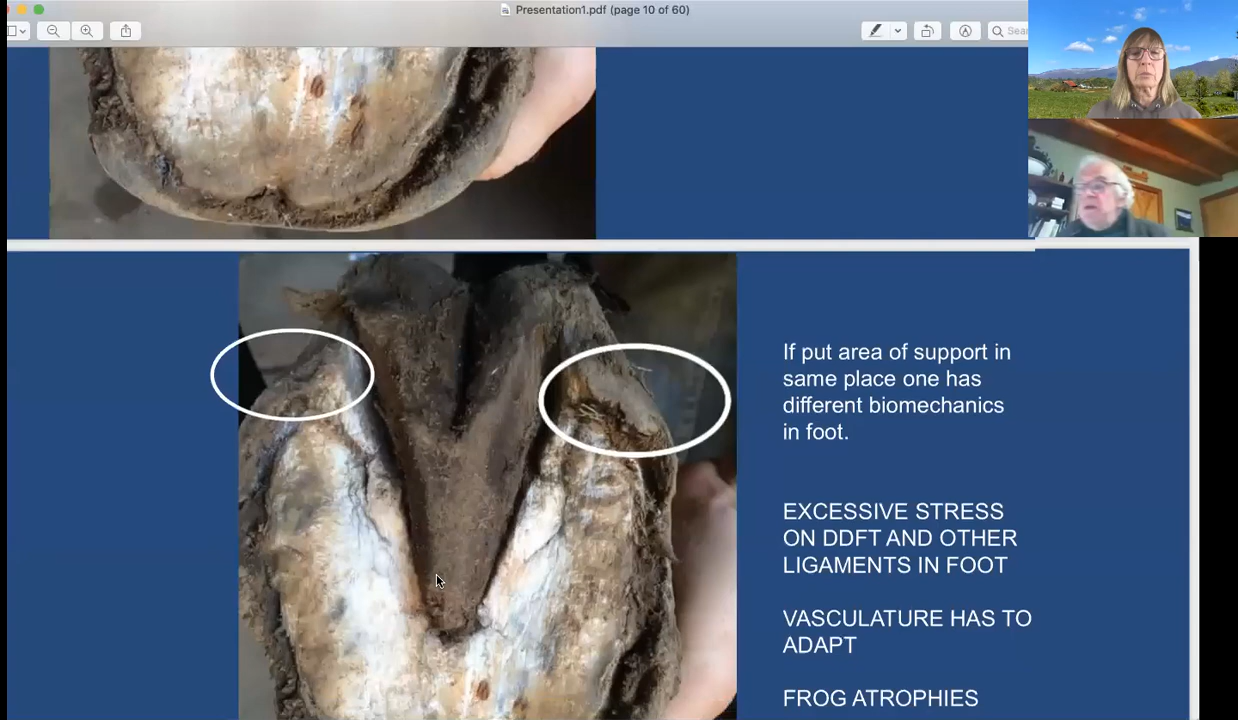 Presentation1.pdf (page 10 of 60)
Sear
If put area of support in
same place one has
different biomechanics
in foot.
EXCESSIVE STRESS
ON DDFT AND OTHER
LIGAMENTS IN FOOT
VASCULATURE HAS TO
ADAPT
FROG ATROPHIES